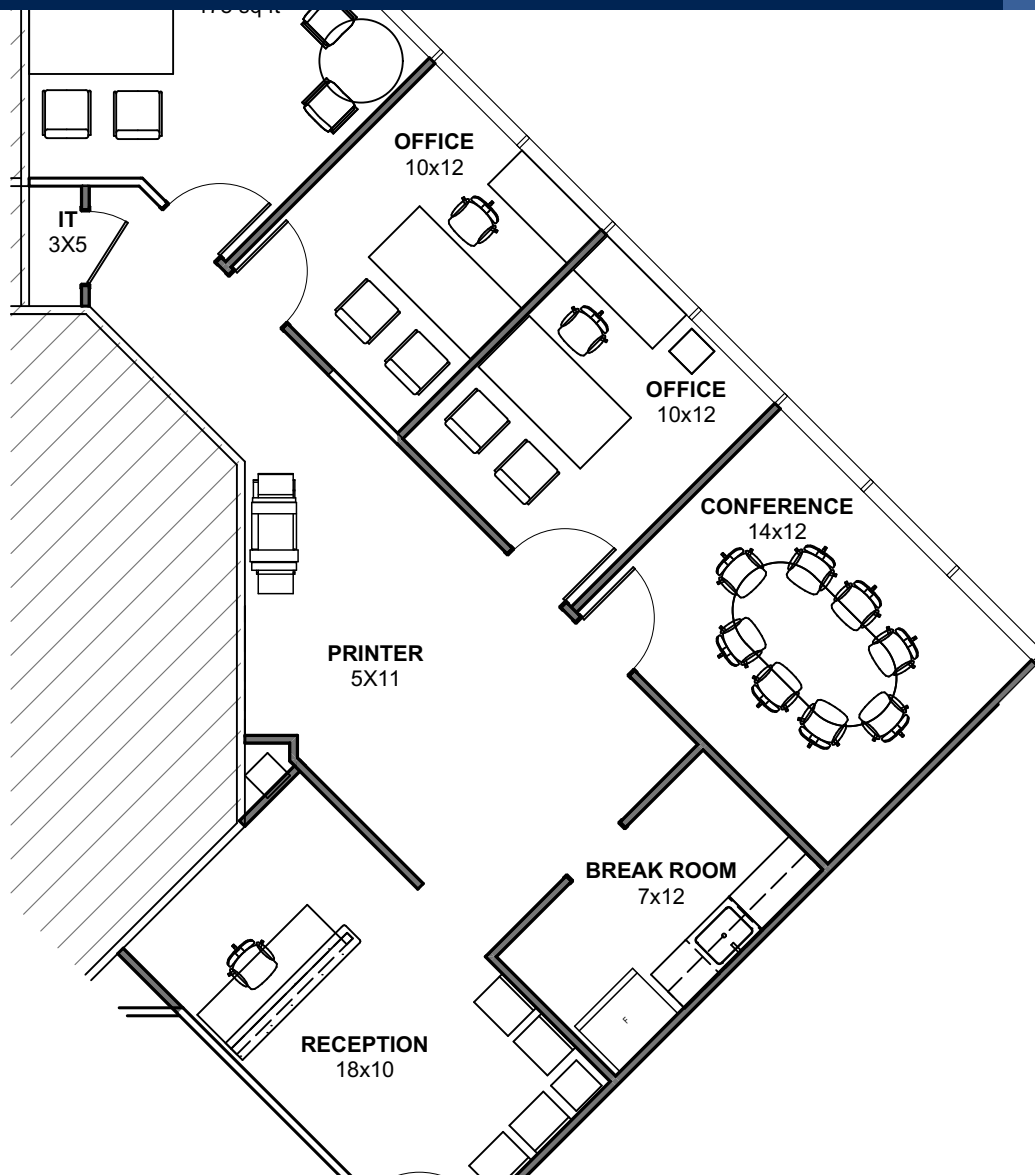 OFFICE
10x12
IT
3X5
OFFICE
10x12
CONFERENCE
14x12
PRINTER
5X11
BREAK ROOM
7x12
F
RECEPTION
18x10